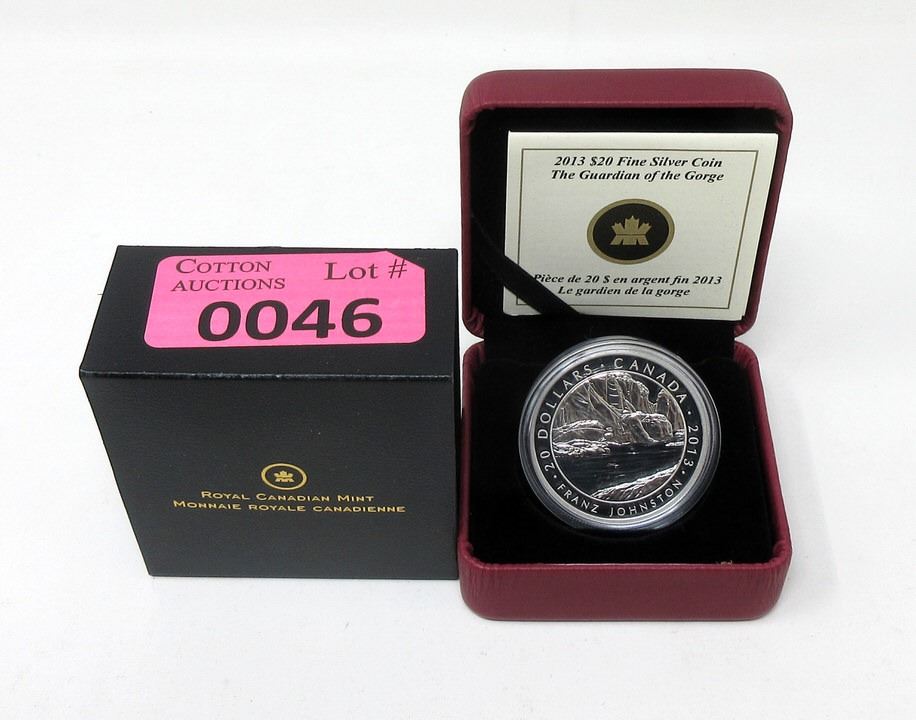 COTTON
AUCTIONS
Lot #
0046
ROYAL CANADIAN MINT
MONNAIE ROYALE CANADIENNE
2013 $20 Fine Silver Coin
The Guardian of the Gorge
Pièce de 20 $ en argent fin 2013
Le gardien de la gorge
20 DOLLARS · CANADA · 2013 ·
FRANZ JOHNSTON ·